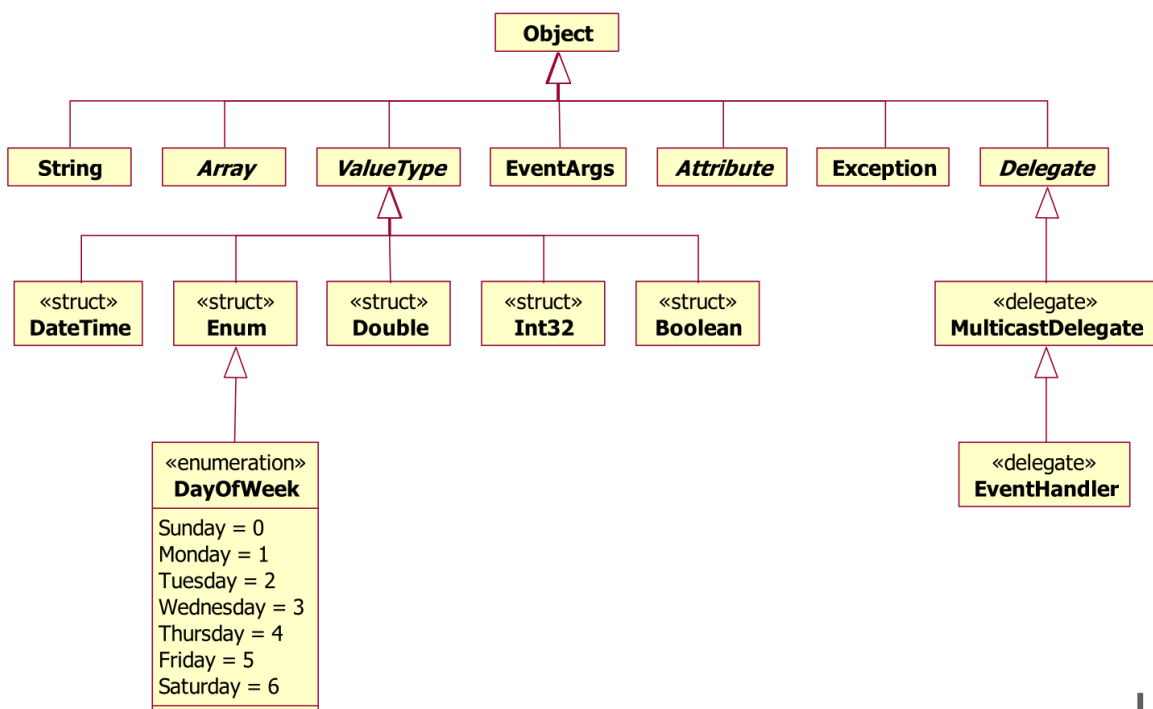 Object
String
Array
ValueType
EventArgs
Attribute
Exception
Delegate
«struct»
DateTime
«struct»
Enum
«struct»
Double
«struct»
Int32
«struct»
Boolean
«delegate»
MulticastDelegate
«enumeration»
DayOfWeek
Sunday = 0
Monday = 1
Tuesday = 2
Wednesday = 3
Thursday = 4
Friday = 5
Saturday = 6
«delegate»
EventHandler